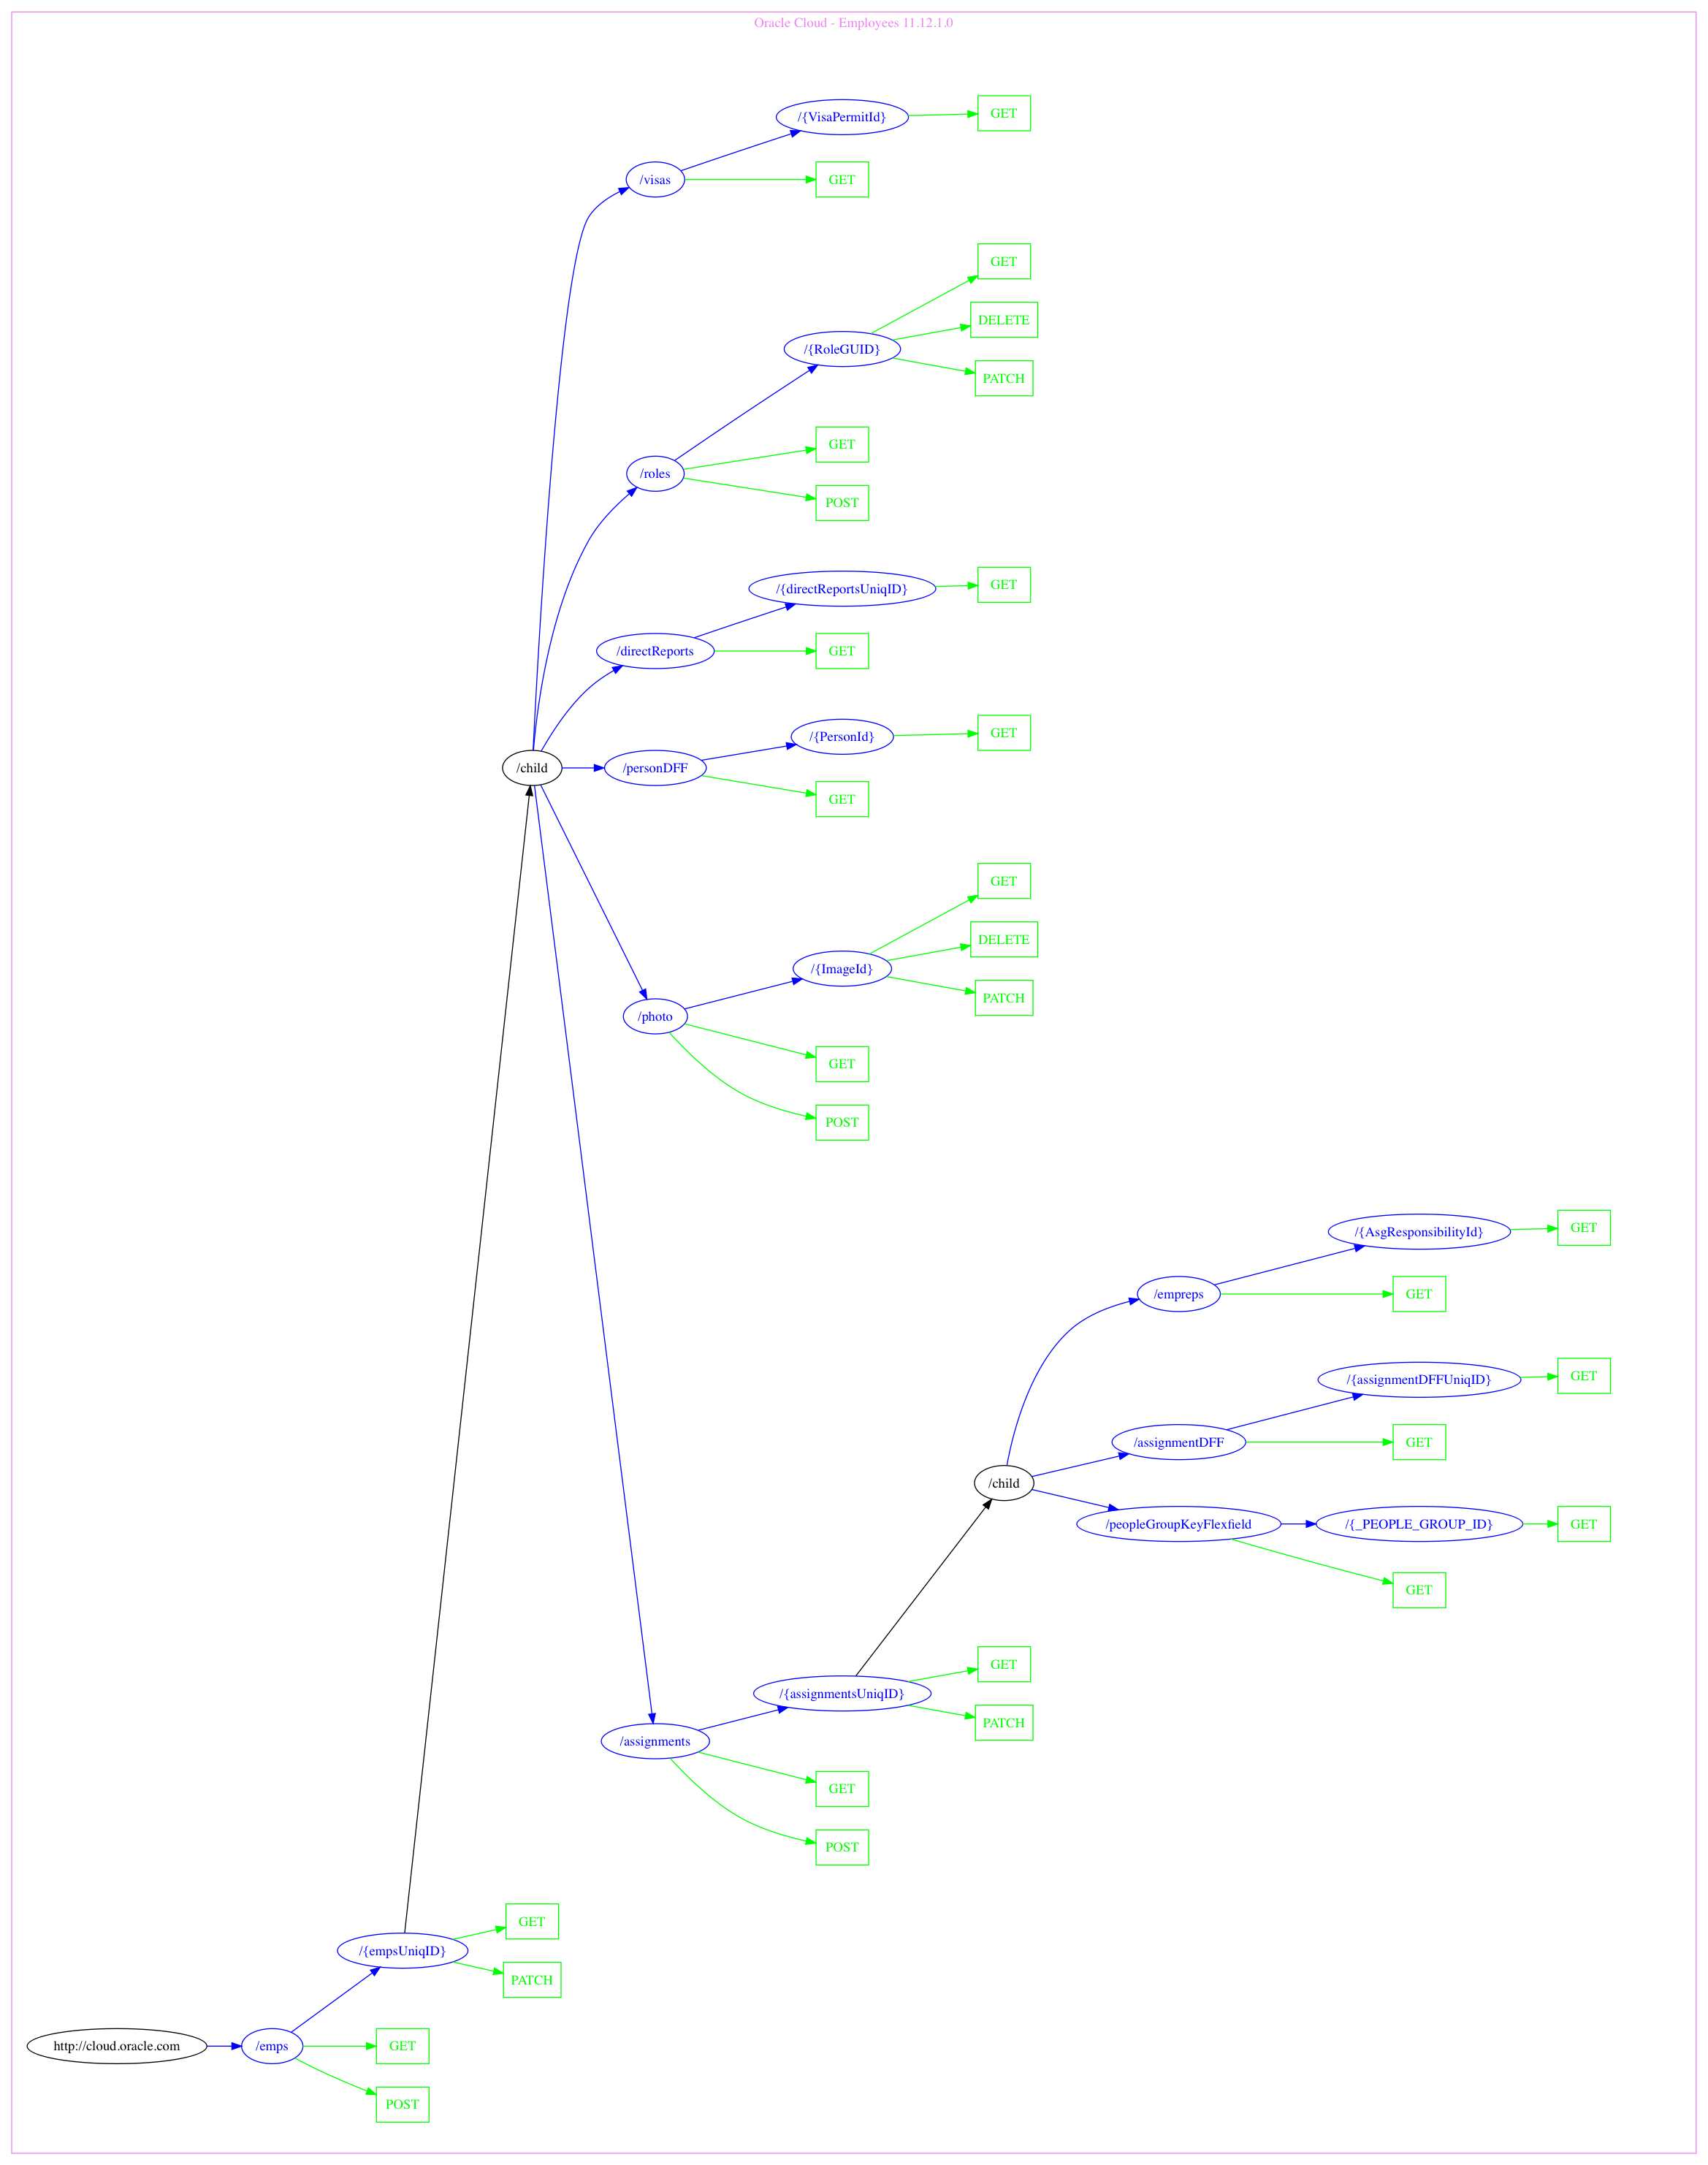 Oracle Cloud - Employees 11.12.1.0
/{VisaPermitId}
GET
/visas
GET
GET
DELETE
/{RoleGUID}
PATCH
GET
/roles
POST
/{directReportsUniqID}
GET
/directReports
GET
/{PersonId}
GET
/child
/personDFF
GET
GET
DELETE
/{ImageId}
PATCH
/photo
GET
POST
/{AsgResponsibilityId}
GET
/empreps
GET
/{assignmentDFFUniqID}
GET
/assignmentDFF
GET
/child
/peopleGroupKeyFlexfield
/{_PEOPLE_GROUP_ID}
GET
GET
GET
/{assignmentsUniqID}
PATCH
/assignments
GET
POST
GET
/{empsUniqID}
PATCH
http://cloud.oracle.com
/emps
GET
POST